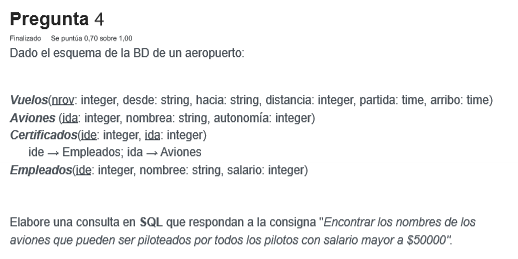 Pregunta 4
Finalizado Se puntúa 0,70 sobre 1,00
Dado el esquema de la BD de un aeropuerto:
Vuelos(nrov: integer, desde: string, hacia: string, distancia: integer, partida: time, arribo: time)
Aviones (ida: integer, nombrea: string, autonomía: integer)
Certificados(ide: integer, ida: integer)
ide → Empleados; ida → Aviones
Empleados(ide: integer, nombree: string, salario: integer)
Elabore una consulta en SQL que respondan a la consigna "Encontrar los nombres de los
aviones que pueden ser piloteados por todos los pilotos con salario mayor a $50000".